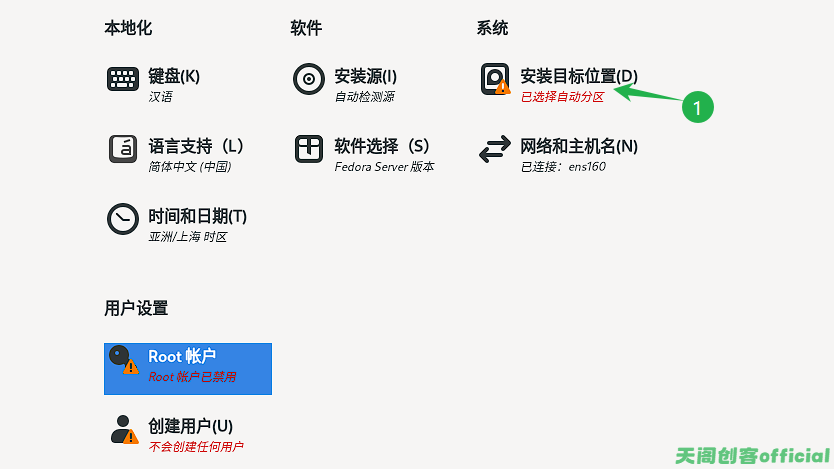 本地化
软件
系统
键盘(K)
汉语
安装源(I)
自动检测源
安装目标位置(D)
已选择自动分区
1
语言支持（L）
简体中文 (中国)
软件选择（S）
Fedora Server 版本
网络和主机名(N)
已连接：ens160
时间和日期(T)
亚洲/上海 时区
用户设置
Root 帐户
Root 帐户已禁用
创建用户(U)
不会创建任何用户
天阁创客official